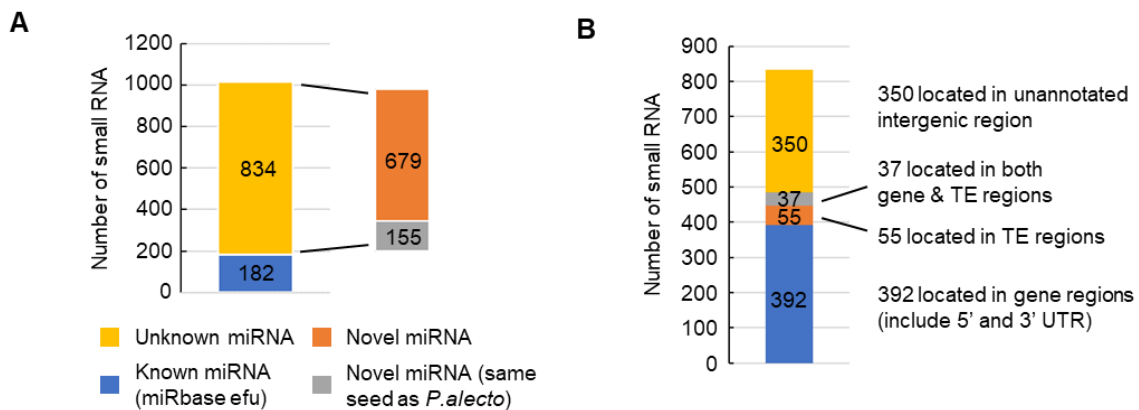 A
Number of small RNA
1200
1000
800
600
400
200
0
834
182
679
155
Unknown miRNA
Known miRNA
(miRbase efu)
Novel miRNA
Novel miRNA (same
seed as P.alecto)
B
Number of small RNA
900
800
700
600
500
400
300
200
100
0
350
37
55
392
350 located in unannotated
intergenic region
37 located in both
gene & TE regions
55 located in TE regions
392 located in gene regions
(include 5’ and 3’ UTR)